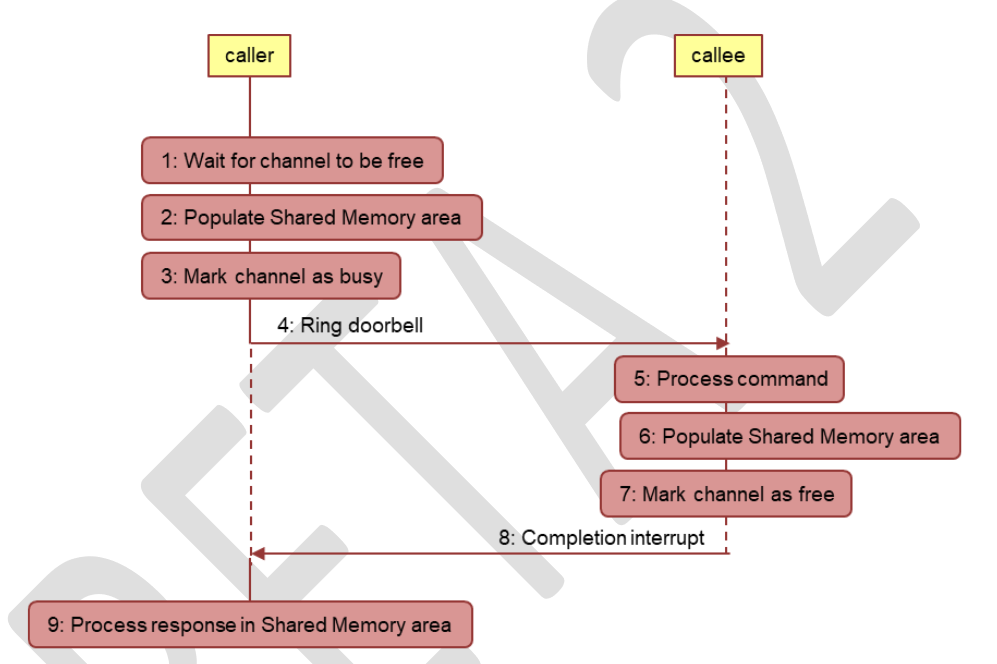 caller
callee
1: Wait for channel to be free
2: Populate Shared Memory area
3: Mark channel as busy
4: Ring doorbell
5: Process command
6: Populate Shared Memory area
7: Mark channel as free
8: Completion interrupt
9: Process response in Shared Memory area
BETA 2